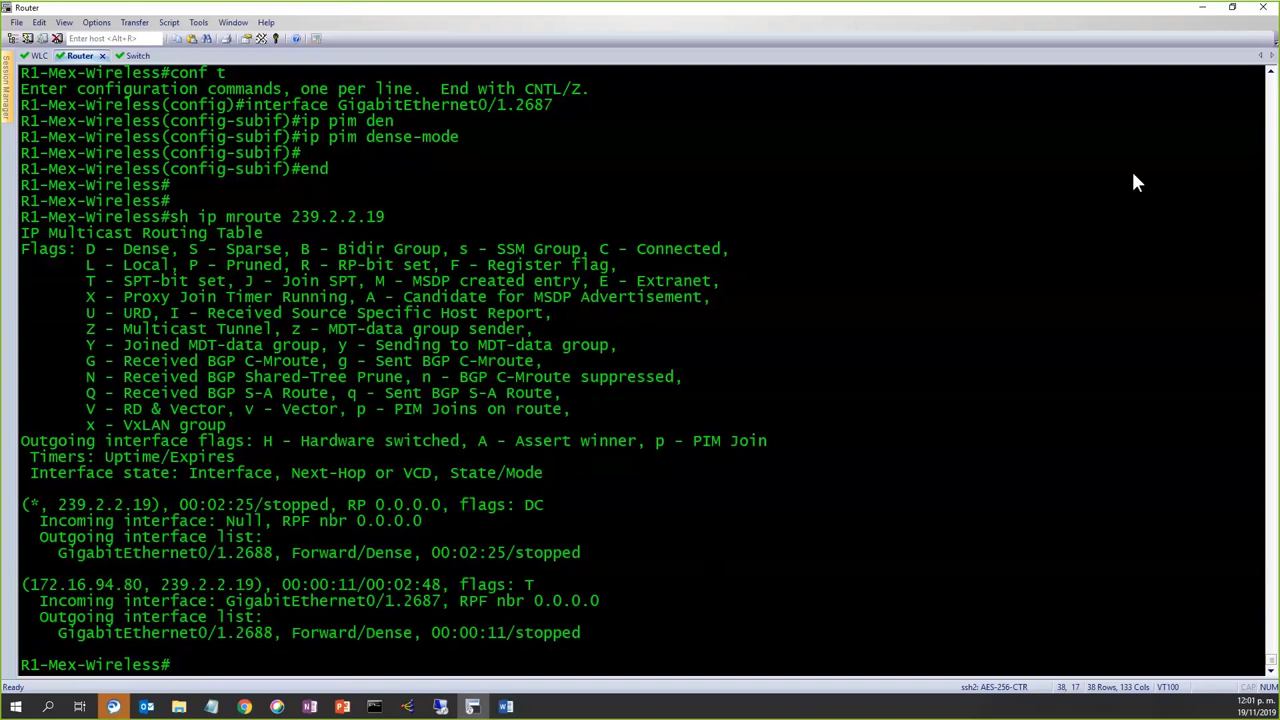 Router
File Edit View Options Transfer Script Tools Window Help
Enter host <Alt+R>
WLC Router Switch
Session Manager
R1-Mex-Wireless#conf t
Enter configuration commands, one per line.  End with CNTL/Z.
R1-Mex-Wireless(config)#interface GigabitEthernet0/1.2687
R1-Mex-Wireless(config-subif)#ip pim den
R1-Mex-Wireless(config-subif)#ip pim dense-mode
R1-Mex-Wireless(config-subif)#
R1-Mex-Wireless(config-subif)#end
R1-Mex-Wireless#
R1-Mex-Wireless#
R1-Mex-Wireless#sh ip mroute 239.2.2.19
IP Multicast Routing Table
Flags: D - Dense, S - Sparse, B - Bidir Group, s - SSM Group, C - Connected,
L - Local, P - Pruned, R - RP-bit set, F - Register flag,
T - SPT-bit set, J - Join SPT, M - MSDP created entry, E - Extranet,
X - Proxy Join Timer Running, A - Candidate for MSDP Advertisement,
U - URD, I - Received Source Specific Host Report,
Z - Multicast Tunnel, z - MDT-data group sender,
Y - Joined MDT-data group, y - Sending to MDT-data group,
G - Received BGP C-Mroute, g - Sent BGP C-Mroute,
N - Received BGP Shared-Tree Prune, n - BGP C-Mroute suppressed,
Q - Received BGP S-A Route, q - Sent BGP S-A Route,
V - RD & Vector, v - Vector, p - PIM Joins on route,
x - VxLAN group
Outgoing interface flags: H - Hardware switched, A - Assert winner, p - PIM Join
Timers: Uptime/Expires
Interface state: Interface, Next-Hop or VCD, State/Mode
(*, 239.2.2.19), 00:02:25/stopped, RP 0.0.0.0, flags: DC
Incoming interface: Null, RPF nbr 0.0.0.0
Outgoing interface list:
GigabitEthernet0/1.2688, Forward/Dense, 00:02:25/stopped
(172.16.94.80, 239.2.2.19), 00:00:11/00:02:48, flags: T
Incoming interface: GigabitEthernet0/1.2687, RPF nbr 0.0.0.0
Outgoing interface list:
GigabitEthernet0/1.2688, Forward/Dense, 00:00:11/stopped
R1-Mex-Wireless#
Ready ssh2: AES-256-CTR 38, 17 38 Rows, 133 Cols VT100 CAP NUM
12:01 p. m.
19/11/2019